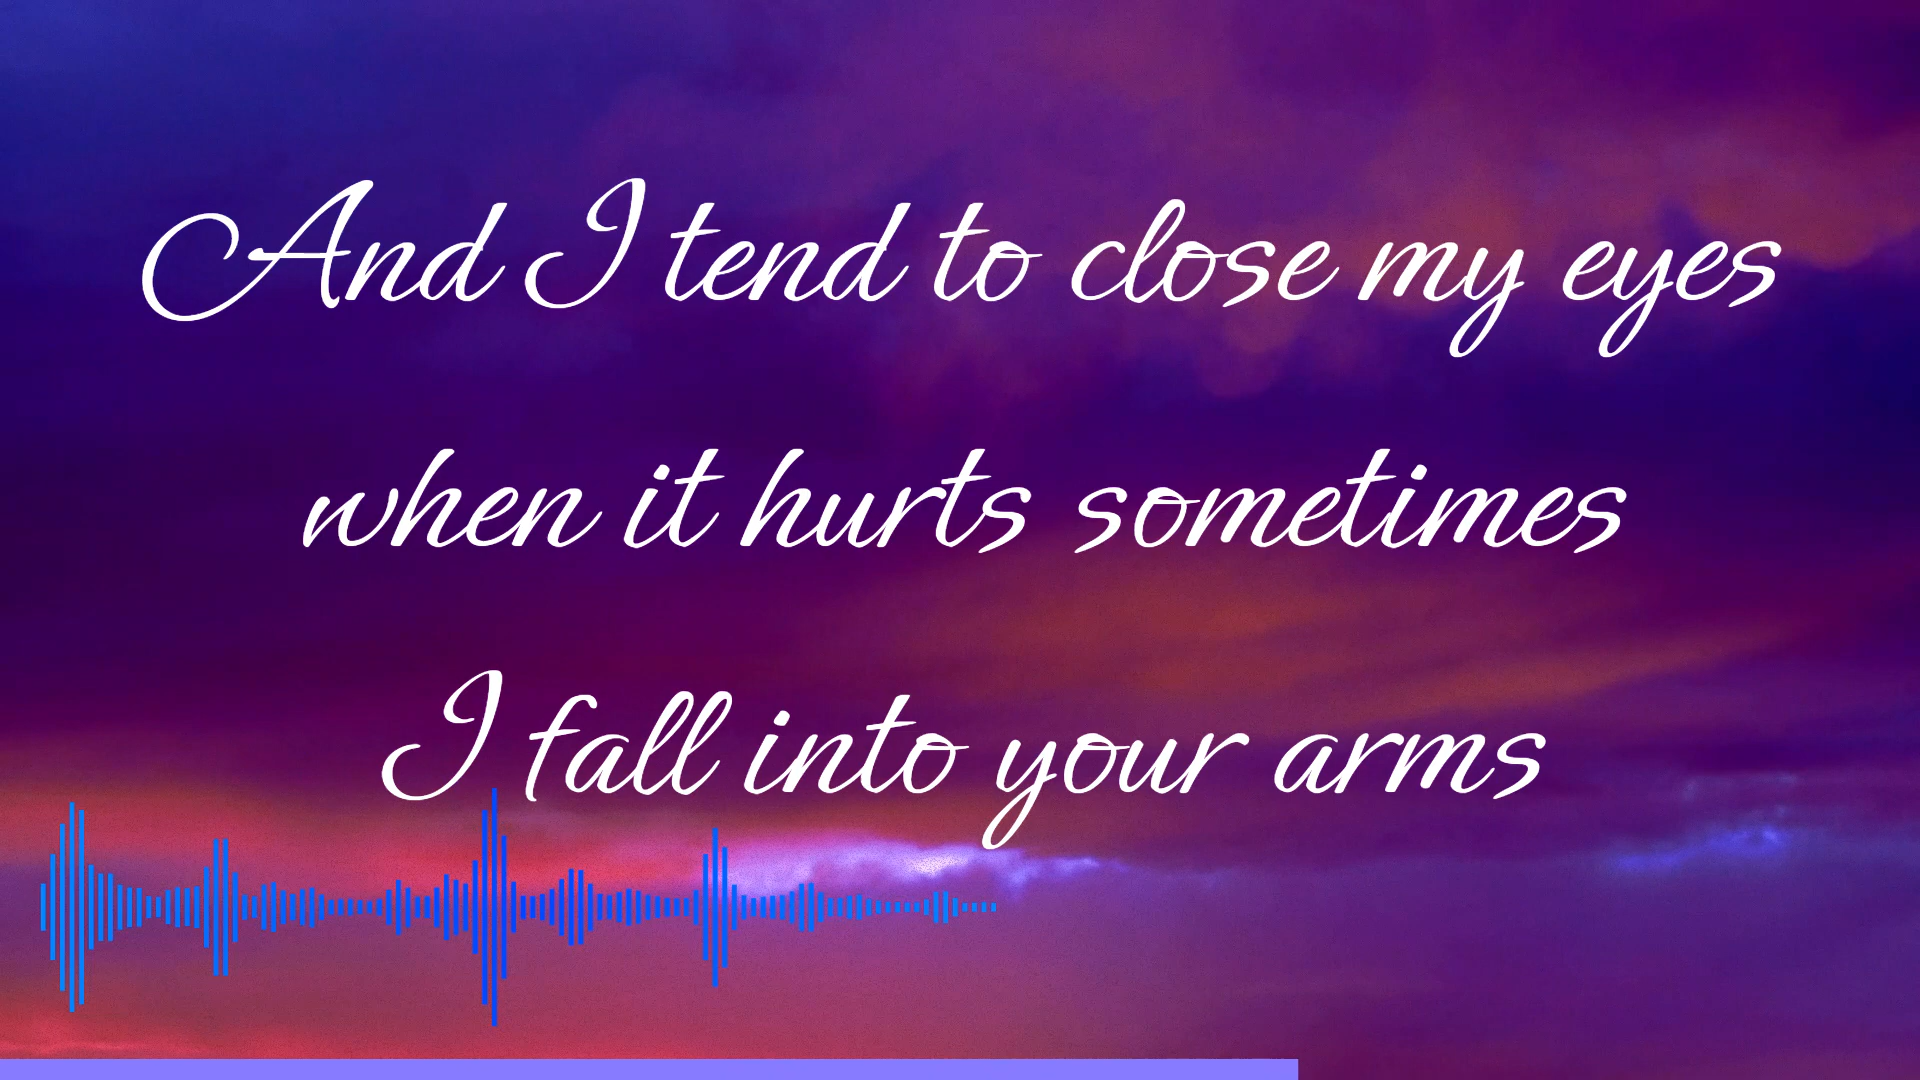 And I tend to close my eyes
when it hurts sometimes
I fall into your arms